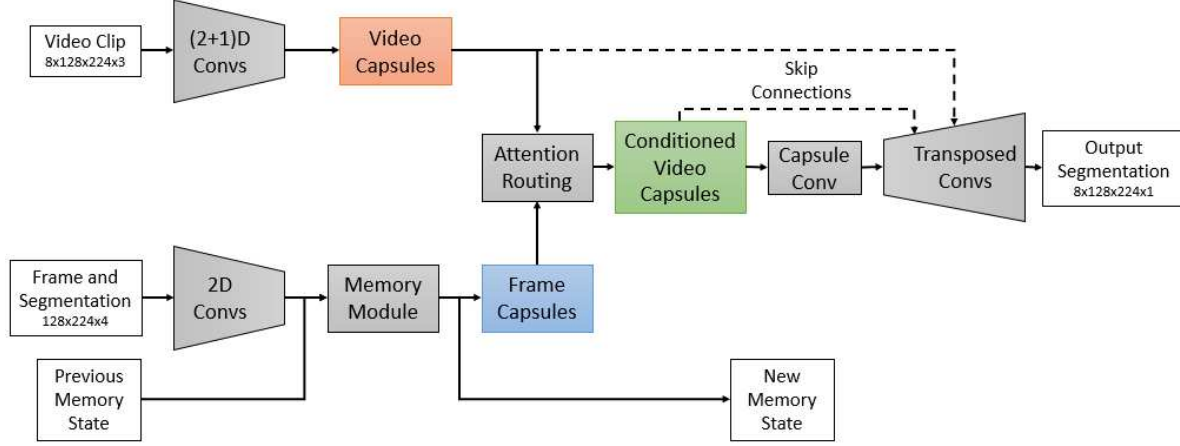 Video Clip
8x128x224x3
(2+1)D
Convs
Video
Capsules
Skip
Connections
Attention
Routing
Conditioned
Video
Capsules
Capsule
Conv
Transposed
Convs
Output
Segmentation
8x128x224x1
Frame and
Segmentation
128x224x4
2D
Convs
Memory
Module
Frame
Capsules
Previous
Memory
State
New
Memory
State